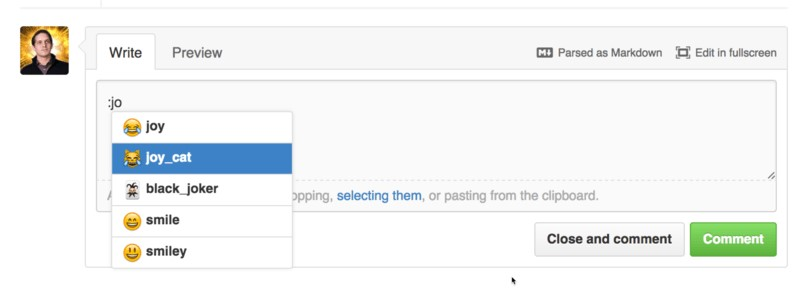 Write Preview Parsed as Markdown Edit in fullscreen
:jo
joy
joy_cat
black_joker
smile
smiley
opping, selecting them, or pasting from the clipboard.
Close and comment Comment